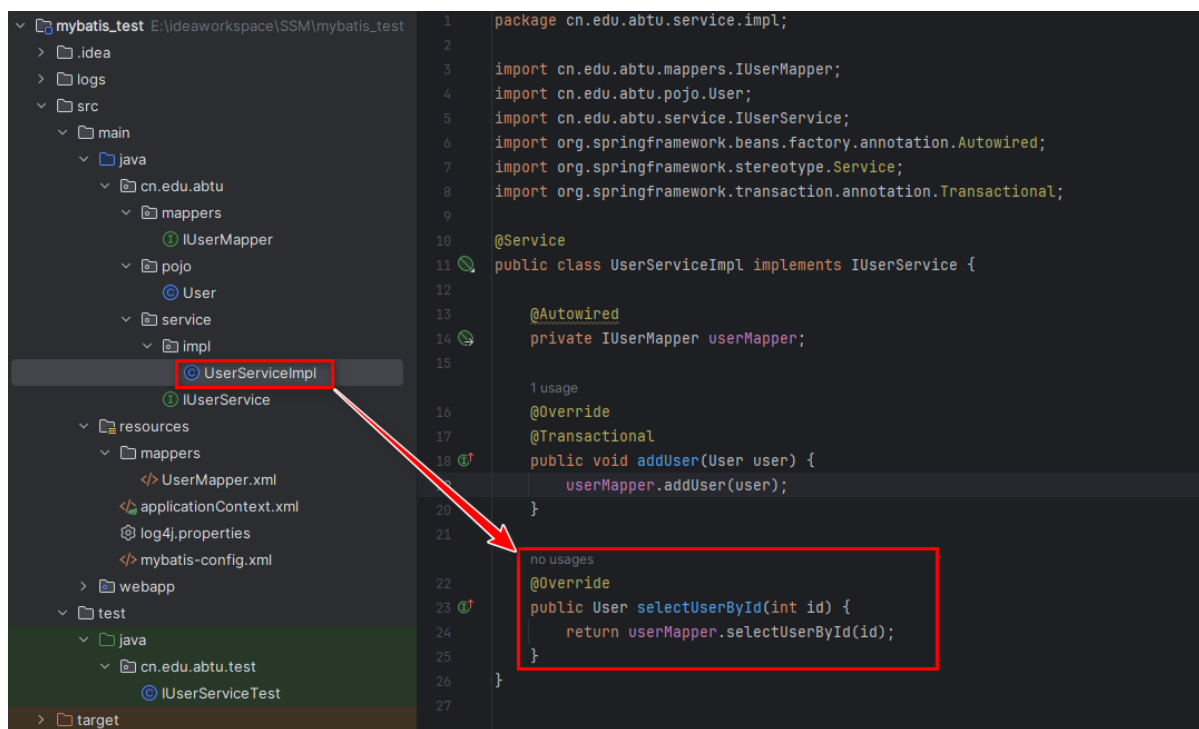 mybatis_test E:\ideaworkspace\SSM\mybatis_test
.idea
logs
src
main
java
cn.edu.abtu
mappers
IUserMapper
pojo
User
service
impl
UserServiceImpl
IUserService
resources
mappers
UserMapper.xml
applicationContext.xml
log4j.properties
mybatis-config.xml
webapp
test
java
cn.edu.abtu.test
IUserServiceTest
target
1 package cn.edu.abtu.service.impl;
2
3 import cn.edu.abtu.mappers.IUserMapper;
4 import cn.edu.abtu.pojo.User;
5 import cn.edu.abtu.service.IUserService;
6 import org.springframework.beans.factory.annotation.Autowired;
7 import org.springframework.stereotype.Service;
8 import org.springframework.transaction.annotation.Transactional;
9
10 @Service
11 public class UserServiceImpl implements IUserService {
12
13 @Autowired
14 private IUserMapper userMapper;
15
1 usage
16 @Override
17 @Transactional
18 public void addUser(User user) {
userMapper.addUser(user);
20 }
21
no usages
22 @Override
23 public User selectUserById(int id) {
24 return userMapper.selectUserById(id);
25 }
26 }
27